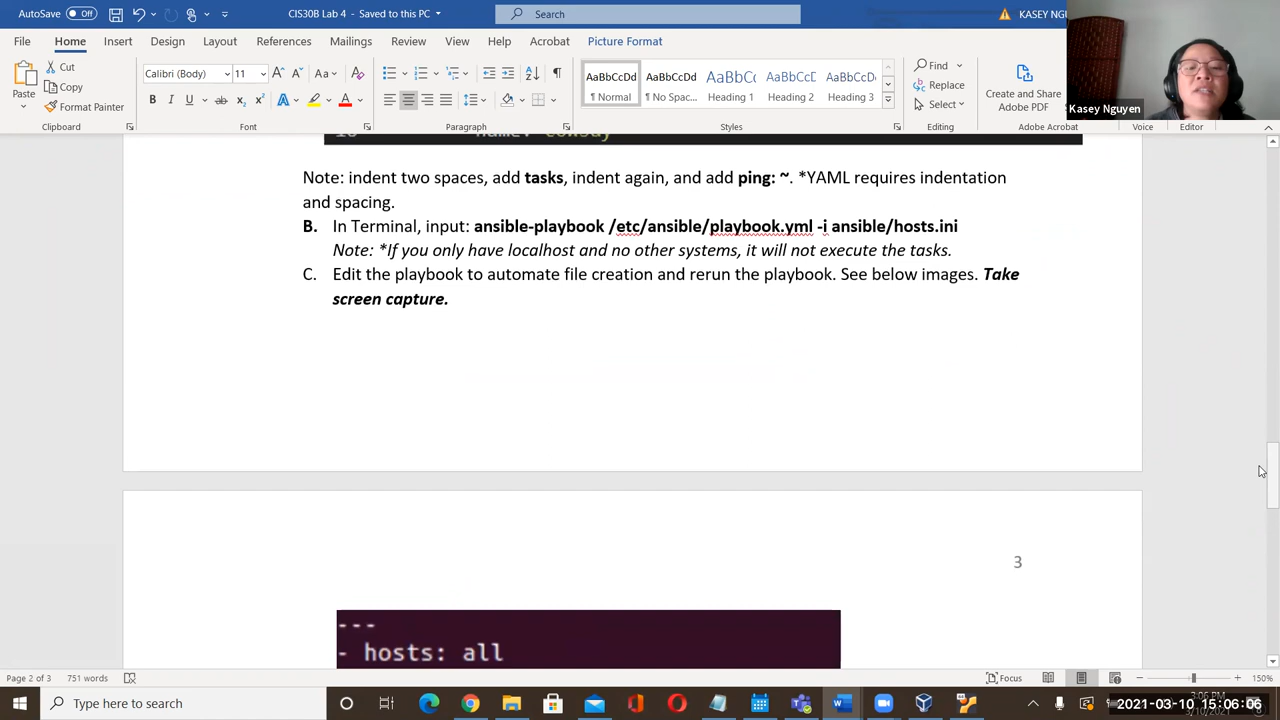 AutoSave Off CIS30B Lab 4 - Saved to this PC Search KASEY NGU
File Home Insert Design Layout References Mailings Review View Help Acrobat Picture Format
Paste Cut Copy Format Painter
Calibri (Body) 11
AaBbCcDd AaBbCcDd AaBbC AaBbCcC AaBbCcD
¶ Normal ¶ No Spac... Heading 1 Heading 2 Heading 3
Find Replace Select
Create and Share Adobe PDF
Kasey Nguyen
Clipboard Font Paragraph Styles Editing Adobe Acrobat Voice Editor
Note: indent two spaces, add tasks, indent again, and add ping: ~. *YAML requires indentation
and spacing.
B. In Terminal, input: ansible-playbook /etc/ansible/playbook.yml -i ansible/hosts.ini
Note: *If you only have localhost and no other systems, it will not execute the tasks.
C. Edit the playbook to automate file creation and rerun the playbook. See below images. Take
screen capture.
3
---
- hosts: all
Page 2 of 3 751 words Focus 150%
Type here to search
3:06 PM
2021-03-10 15:06:06